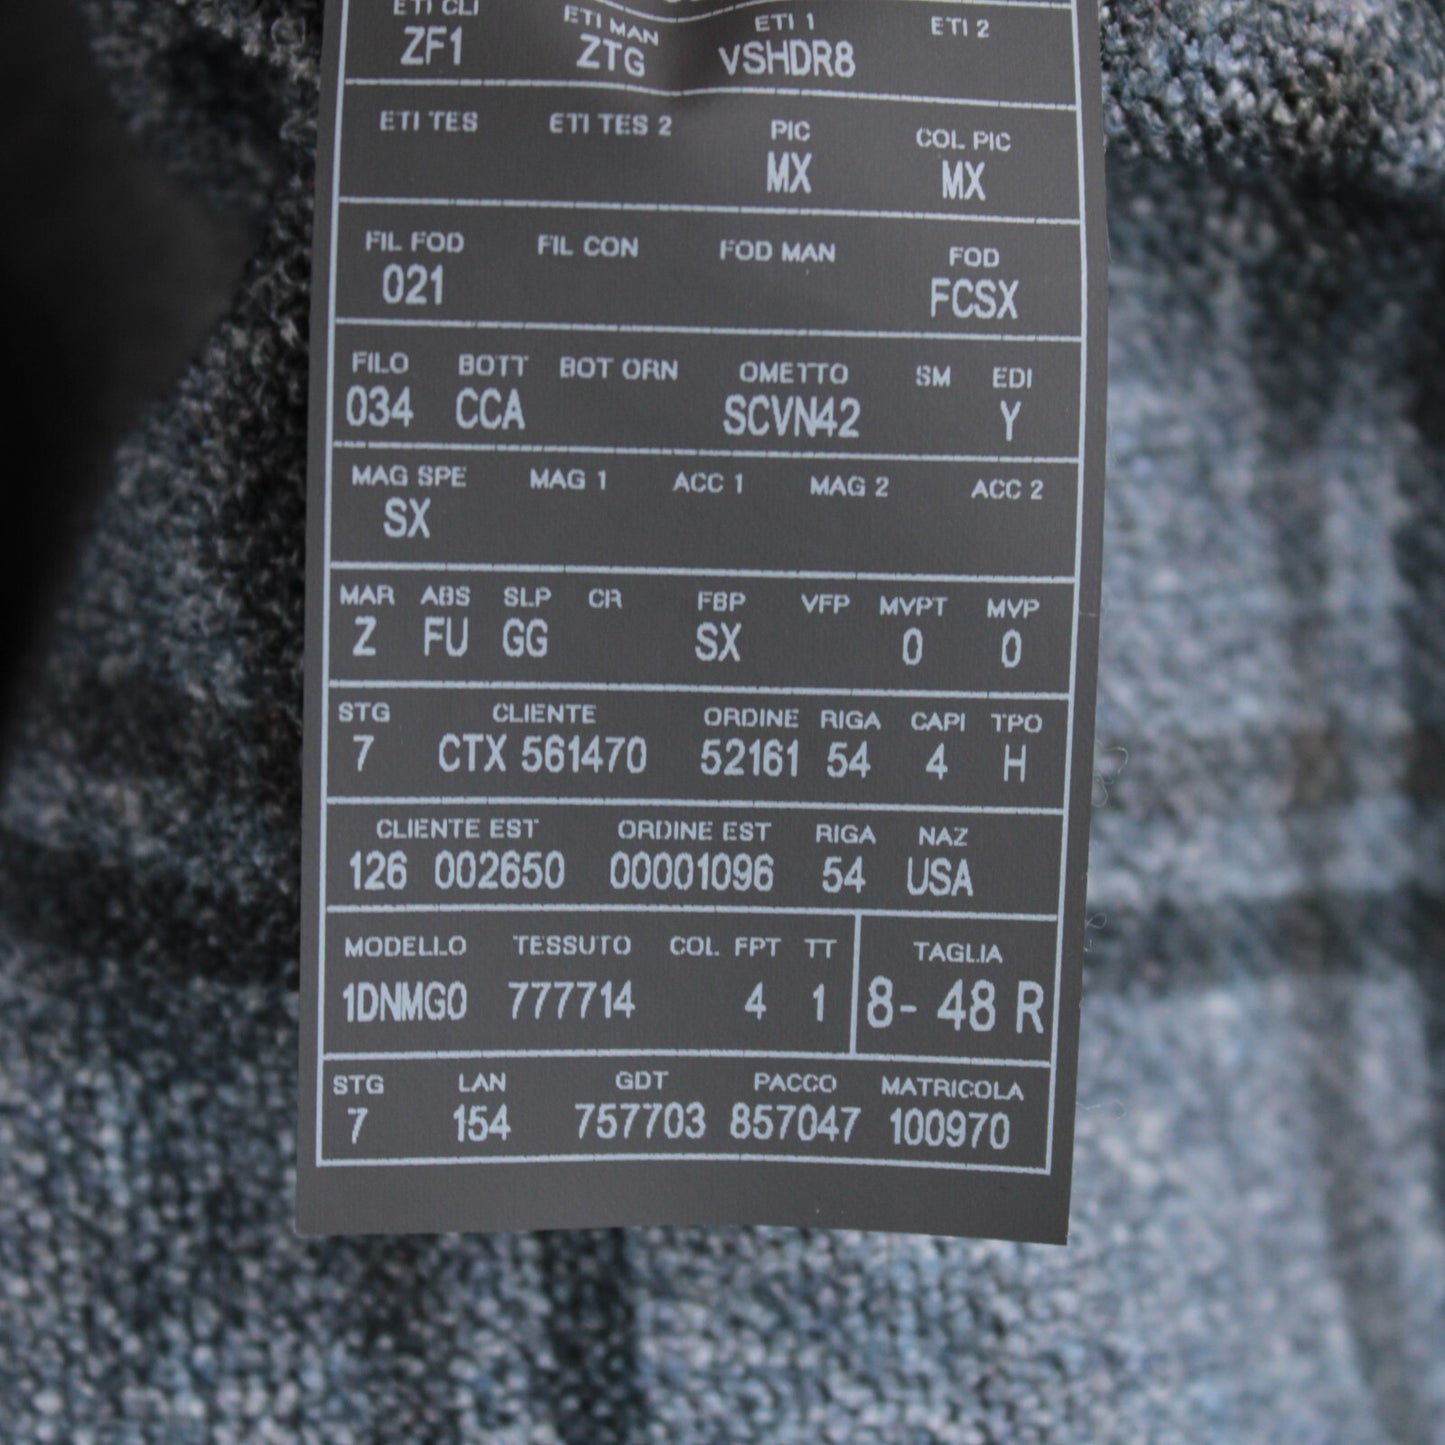 ETI CLI ETI MAN ETI 1 ETI 2
ZF1 ZTG VSHDR8
ETI TES ETI TES 2 PIC COL PIC
MX MX
FIL FOD FIL CON FOD MAN FOD
021 FCSX
FILO BOTT BOT ORN OMETTO SM EDI
034 CCA SCVN42 Y
MAG SPE MAG 1 ACC 1 MAG 2 ACC 2
SX
MAR ABS SLP CR FBP VFP MVPT MVP
Z FU GG SX 0 0
STG CLIENTE ORDINE RIGA CAPI TPO
7 CTX 561470 52161 54 4 H
CLIENTE EST ORDINE EST RIGA NAZ
126 002650 00001096 54 USA
MODELLO TESSUTO COL. FPT TT TAGLIA
1DNMG0 777714 4 1 8- 48 R
STG LAN GDT PACCO MATRICOLA
7 154 757703 857047 100970